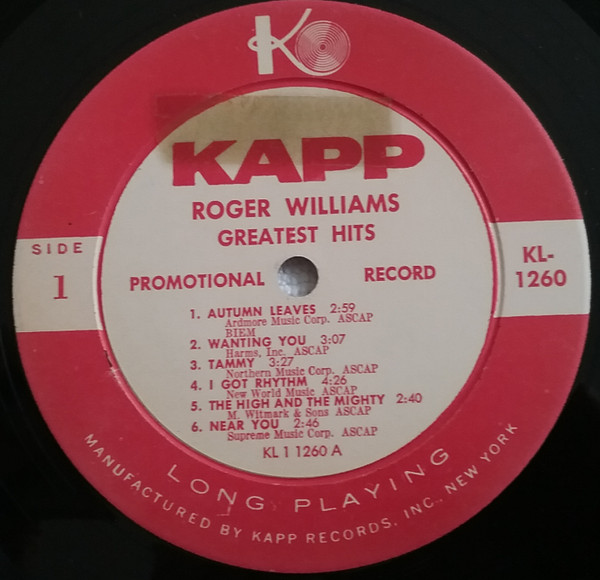 K
KAPP
ROGER WILLIAMS
GREATEST HITS
SIDE
1
KL-
1260
PROMOTIONAL RECORD
1. AUTUMN LEAVES 2:59
Ardmore Music Corp. ASCAP
BIEM
2. WANTING YOU 3:07
Harms, Inc. ASCAP
3. TAMMY 3:27
Northern Music Corp. ASCAP
4. I GOT RHYTHM 4:26
New World Music ASCAP
5. THE HIGH AND THE MIGHTY 2:40
M. Witmark & Sons ASCAP
6. NEAR YOU 2:46
Supreme Music Corp. ASCAP
KL 1 1260 A
LONG PLAYING
MANUFACTURED BY KAPP RECORDS, INC., NEW YORK